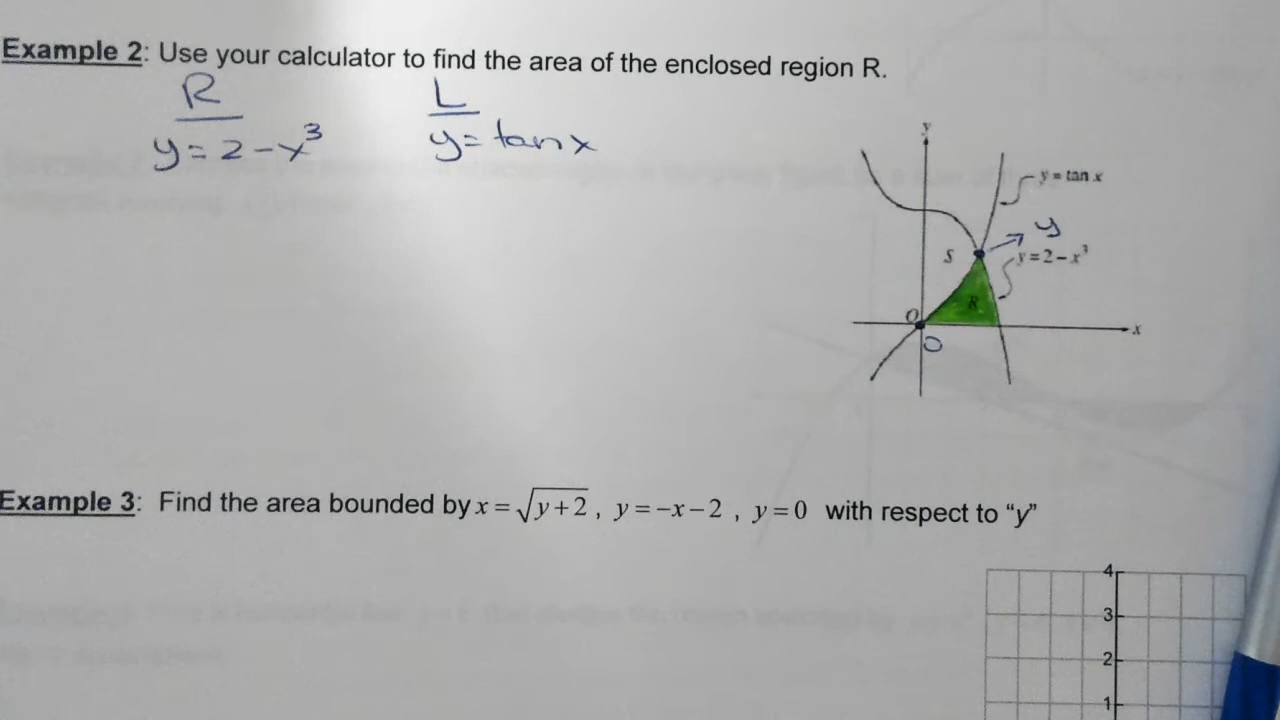 Example 2: Use your calculator to find the area of the enclosed region R.
R
y = 2 - x³
L
y = tan x
y
y = tan x
y
S
y = 2 - x³
R
O
x
0
Example 3: Find the area bounded by x = √(y+2) , y = -x-2 , y = 0 with respect to “y”
4
3
2
1